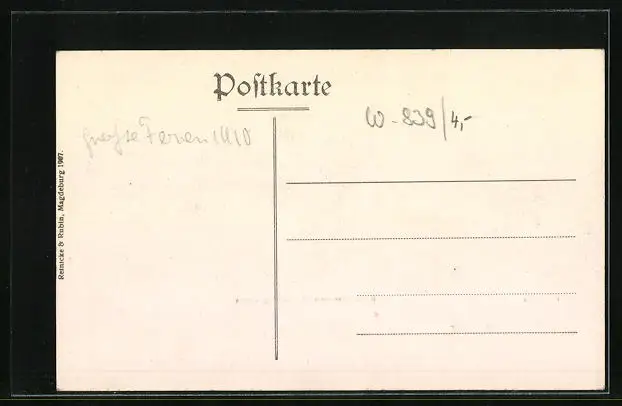 Postkarte
W - 839/4,-
grosse Ferien 1910
Reinicke & Rubin, Magdeburg 1907.